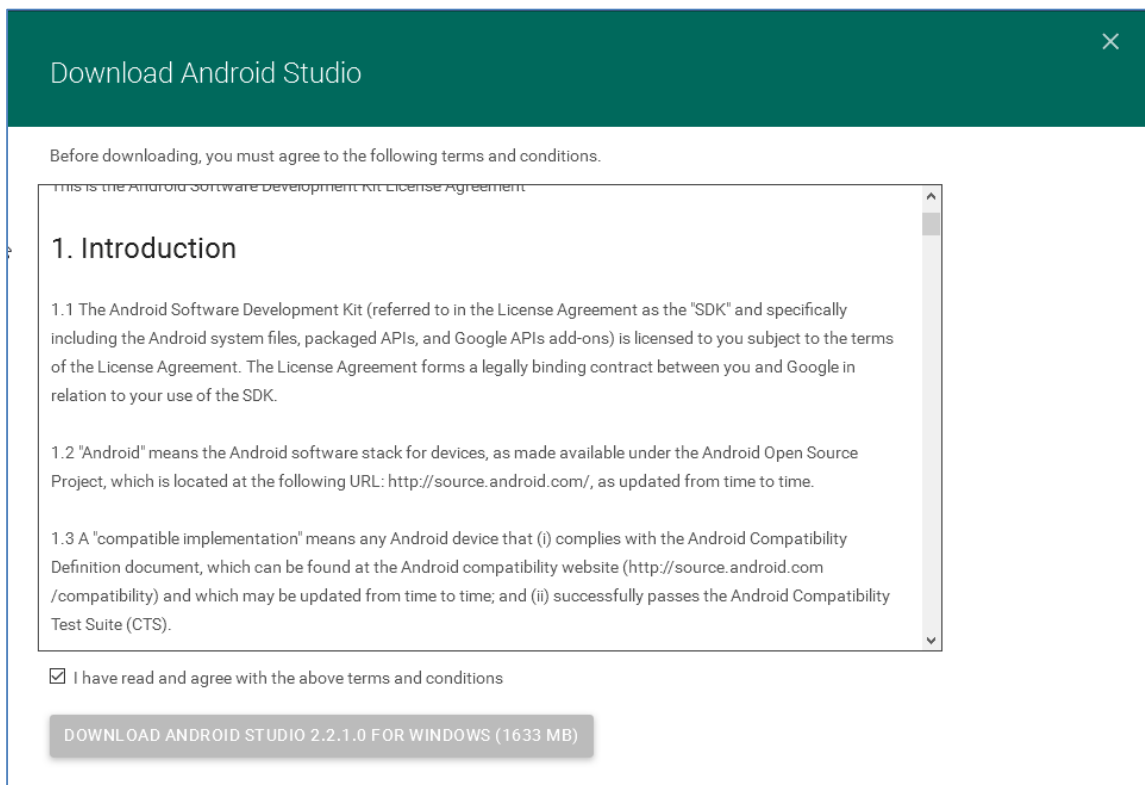 Download Android Studio
Before downloading, you must agree to the following terms and conditions.
This is the Android Software Development Kit License Agreement
1. Introduction
1.1 The Android Software Development Kit (referred to in the License Agreement as the "SDK" and specifically
including the Android system files, packaged APIs, and Google APIs add-ons) is licensed to you subject to the terms
of the License Agreement. The License Agreement forms a legally binding contract between you and Google in
relation to your use of the SDK.
1.2 "Android" means the Android software stack for devices, as made available under the Android Open Source
Project, which is located at the following URL: http://source.android.com/, as updated from time to time.
1.3 A "compatible implementation" means any Android device that (i) complies with the Android Compatibility
Definition document, which can be found at the Android compatibility website (http://source.android.com
/compatibility) and which may be updated from time to time; and (ii) successfully passes the Android Compatibility
Test Suite (CTS).
I have read and agree with the above terms and conditions
DOWNLOAD ANDROID STUDIO 2.2.1.0 FOR WINDOWS (1633 MB)